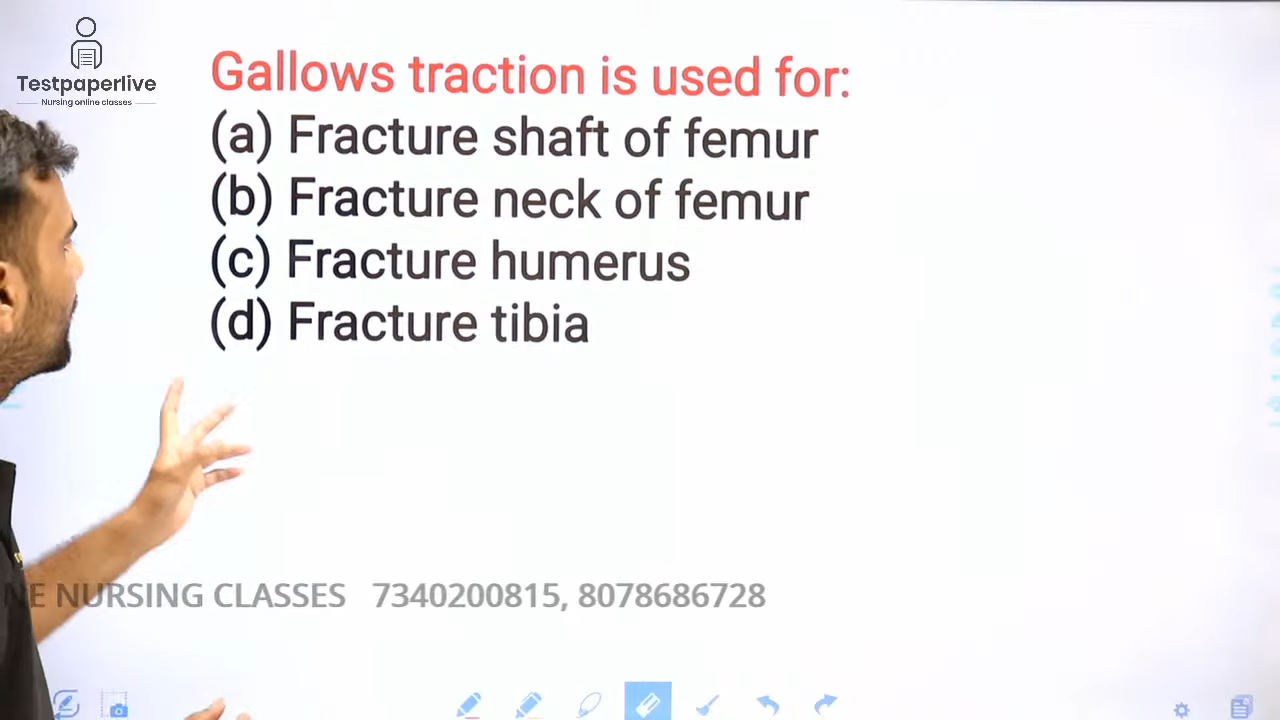 Testpaperlive
Nursing online classes
Gallows traction is used for:
(a) Fracture shaft of femur
(b) Fracture neck of femur
(c) Fracture humerus
(d) Fracture tibia
NE NURSING CLASSES 7340200815, 8078686728